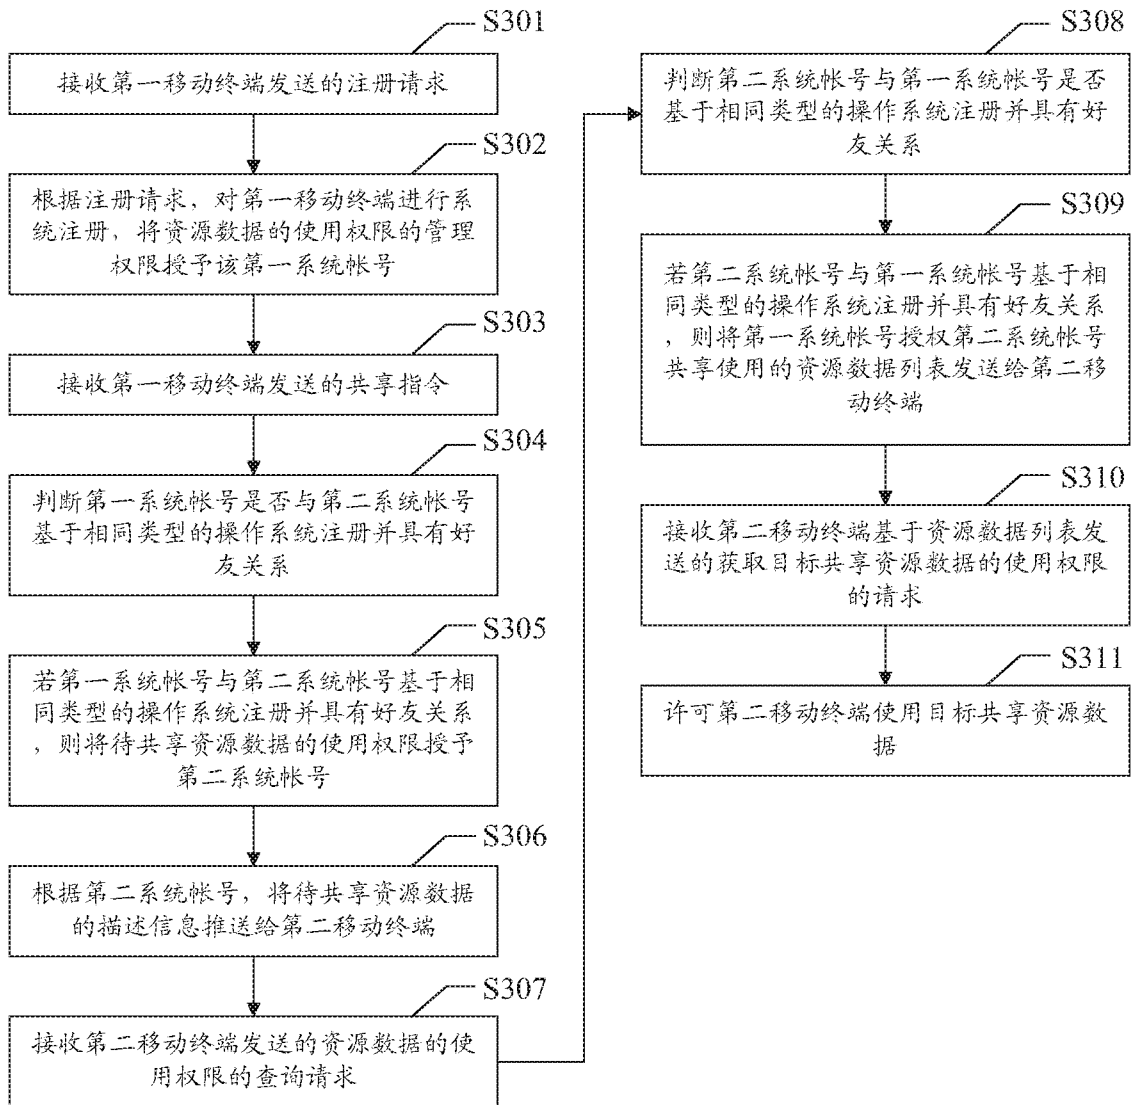 S301
接收第一移动终端发送的注册请求
S302
根据注册请求，对第一移动终端进行系
统注册，将资源数据的使用权限的管理
权限授予该第一系统帐号
S303
接收第一移动终端发送的共享指令
S304
判断第一系统帐号是否与第二系统帐号
基于相同类型的操作系统注册并具有好
友关系
S305
若第一系统帐号与第二系统帐号基于相
同类型的操作系统注册并具有好友关系
，则将待共享资源数据的使用权限授予
第二系统帐号
S306
根据第二系统帐号，将待共享资源数据
的描述信息推送给第二移动终端
S307
接收第二移动终端发送的资源数据的使
用权限的查询请求
S308
判断第二系统帐号与第一系统帐号是否
基于相同类型的操作系统注册并具有好
友关系
S309
若第二系统帐号与第一系统帐号基于相
同类型的操作系统注册并具有好友关系
，则将第一系统帐号授权第二系统帐号
共享使用的资源数据列表发送给第二移
动终端
S310
接收第二移动终端基于资源数据列表发
送的获取目标共享资源数据的使用权限
的请求
S311
许可第二移动终端使用目标共享资源数
据